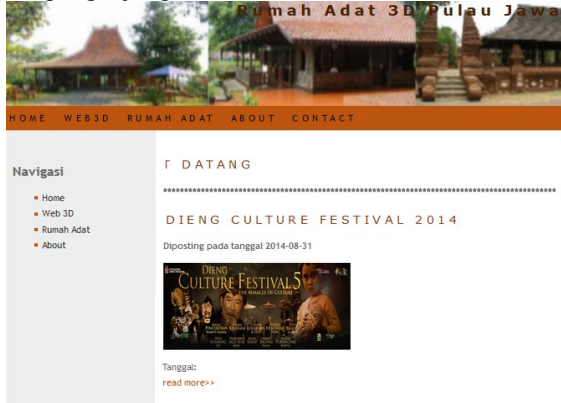 Rumah Adat 3D Pulau Jawa
HOME WEB3D RUMAH ADAT ABOUT CONTACT
Navigasi
Home
Web 3D
Rumah Adat
About
DATANG
DIENG CULTURE FESTIVAL 2014
Diposting pada tanggal 2014-08-31
DIENG
CULTURE FESTIVAL 5
THE MIRACLE OF CULTURE
Tanggal:
read more>>